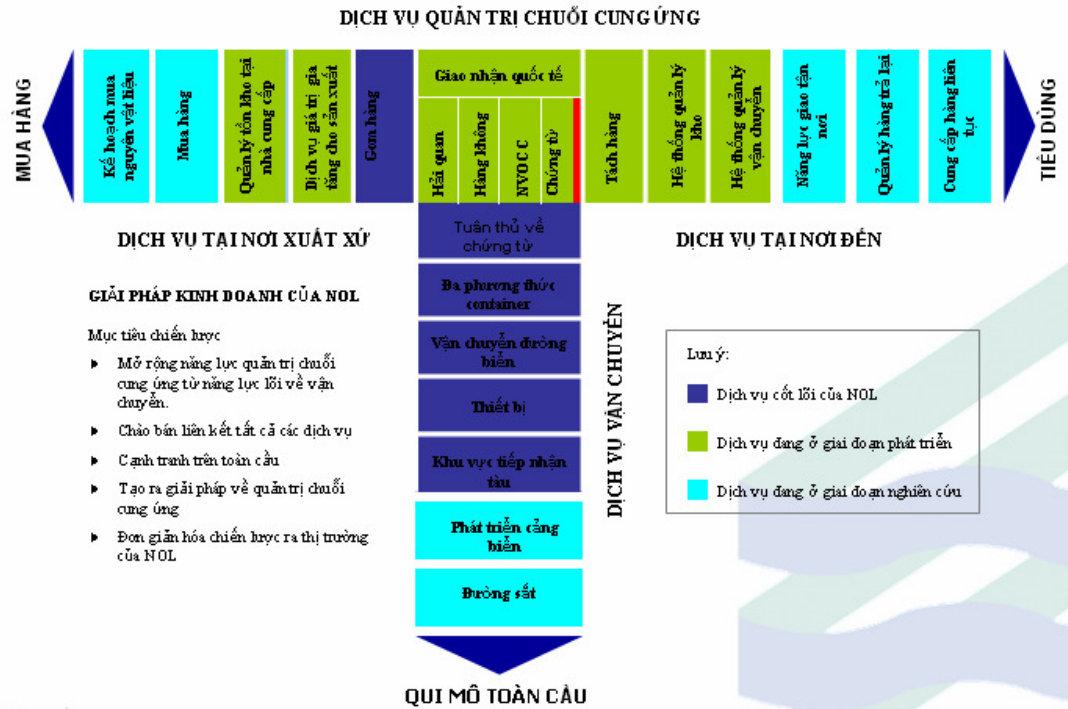 DỊCH VỤ QUẢN TRỊ CHUỖI CUNG ỨNG
MUA HÀNG
Kế hoạch mua
nguyên vật liệu
Mua hàng
Quản lý tồn kho tại
nhà cung cấp
Dịch vụ giá trị gia
tăng cho sản xuất
Gom hàng
Giao nhận quốc tế
Hải quan
Hàng không
NVOCC
Chứng từ
Tách hàng
Hệ thống quản lý
kho
Hệ thống quản lý
vận chuyển
Năng lực giao tận
nơi
Quản lý hàng trả lại
Cung cấp hàng liên
tục
TIÊU DÙNG
DỊCH VỤ TẠI NƠI XUẤT XỨ
DỊCH VỤ TẠI NƠI ĐẾN
Tuân thủ về
chứng từ
Đa phương thức
container
Vận chuyển đường
biển
Thiết bị
Khu vực tiếp nhận
tàu
Phát triển cảng
biển
Đường sắt
DỊCH VỤ VẬN CHUYỂN
QUI MÔ TOÀN CẦU
GIẢI PHÁP KINH DOANH CỦA NOL
Mục tiêu chiến lược
Mở rộng năng lực quản trị chuỗi
cung ứng từ năng lực lõi về vận
chuyển.
Chào bán liên kết tất cả các dịch vụ
Cạnh tranh trên toàn cầu
Tạo ra giải pháp về quản trị chuỗi
cung ứng
Đơn giản hóa chiến lược ra thị trường
của NOL
Lưu ý:
Dịch vụ cốt lõi của NOL
Dịch vụ đang ở giai đoạn phát triển
Dịch vụ đang ở giai đoạn nghiên cứu